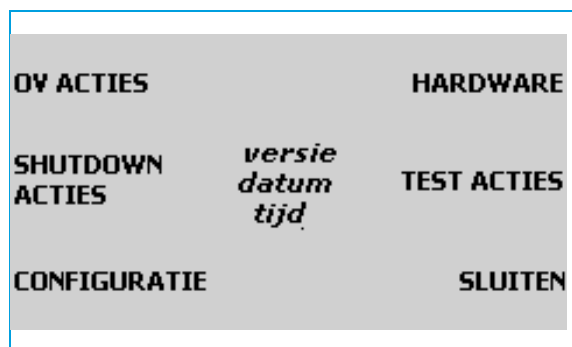 OV ACTIES
HARDWARE
SHUTDOWN
ACTIES
versie
datum
tijd
TEST ACTIES
CONFIGURATIE
SLUITEN